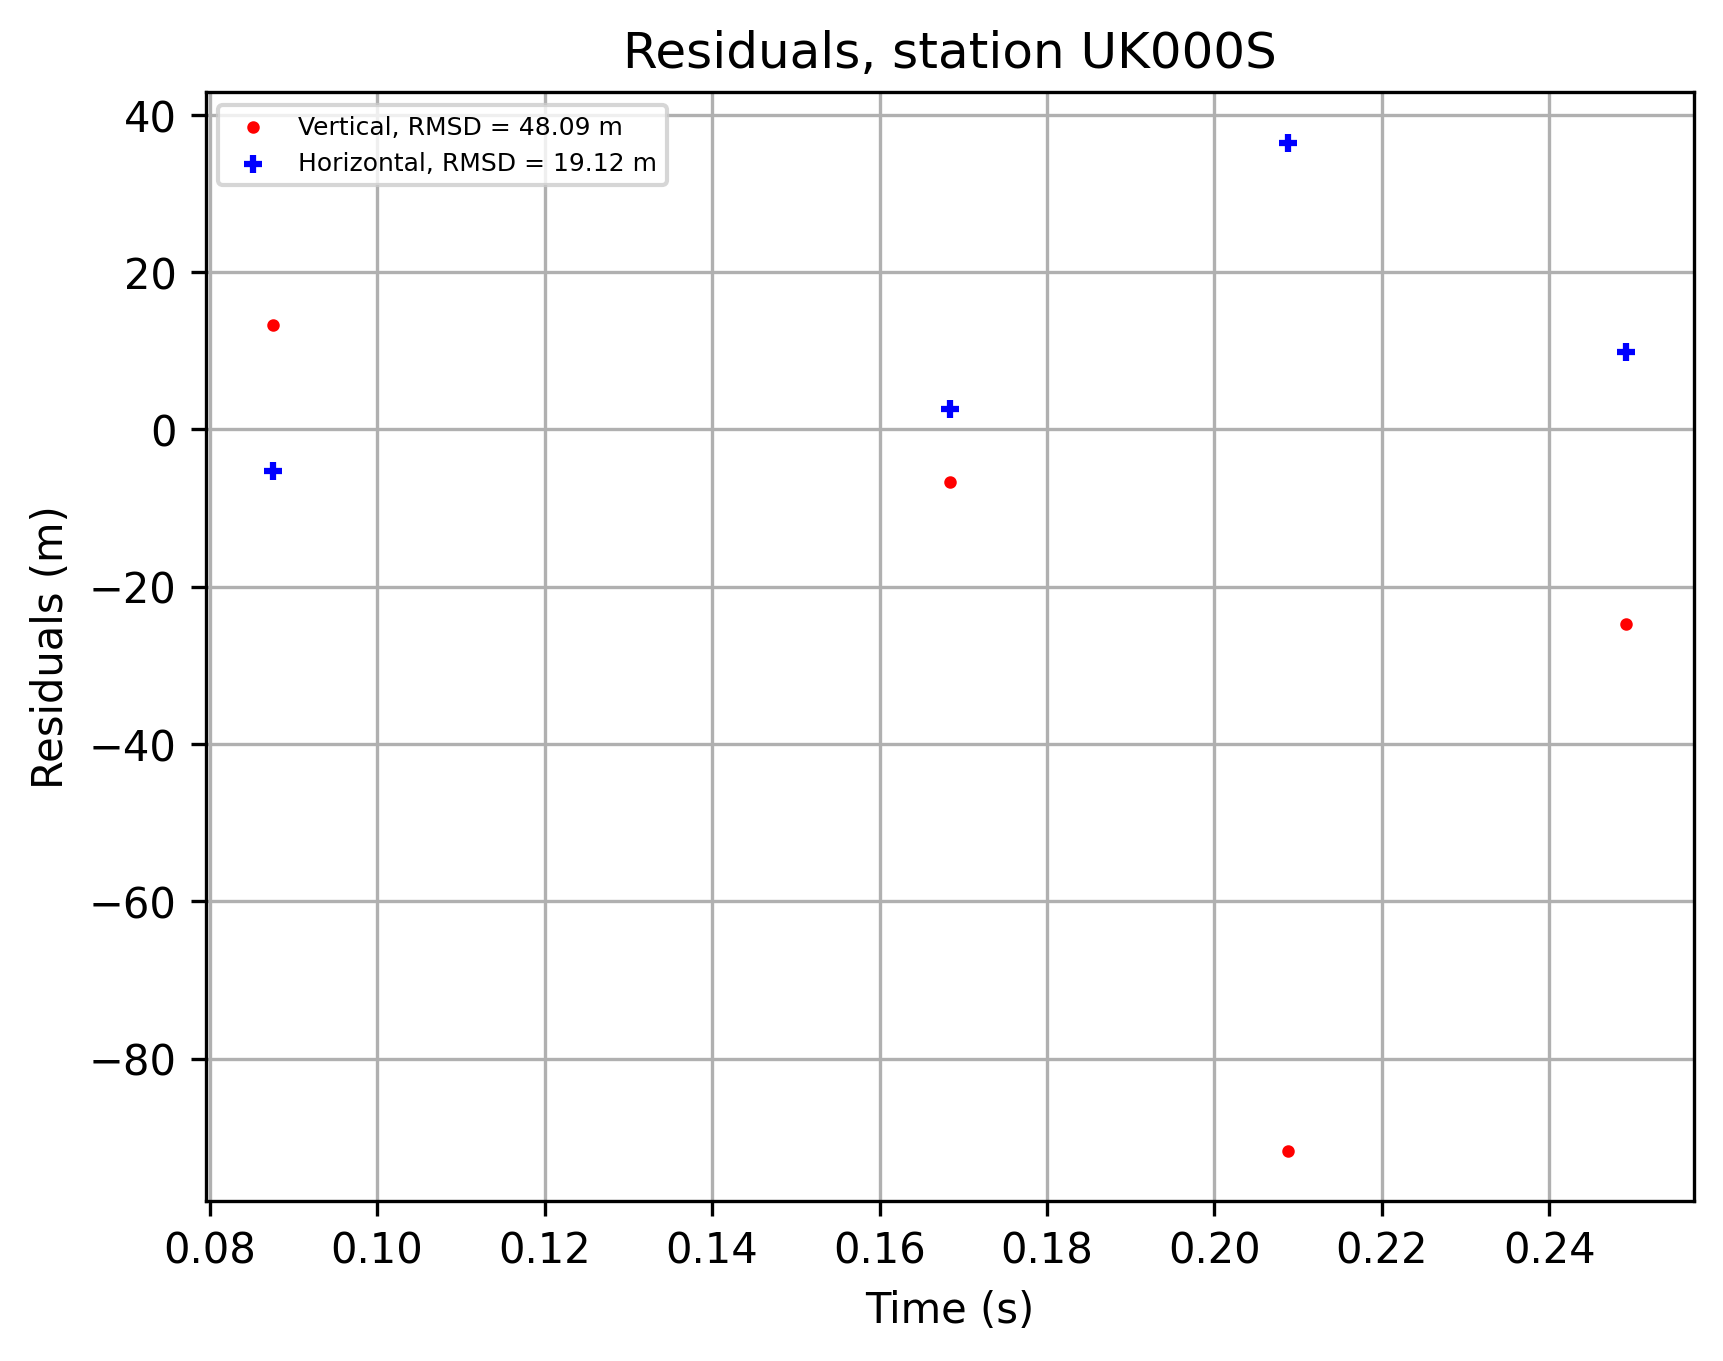 Residuals, station UK000S
Vertical, RMSD = 48.09 m
Horizontal, RMSD = 19.12 m
40
20
0
−20
−40
−60
−80
Residuals (m)
0.08 0.10 0.12 0.14 0.16 0.18 0.20 0.22 0.24
Time (s)